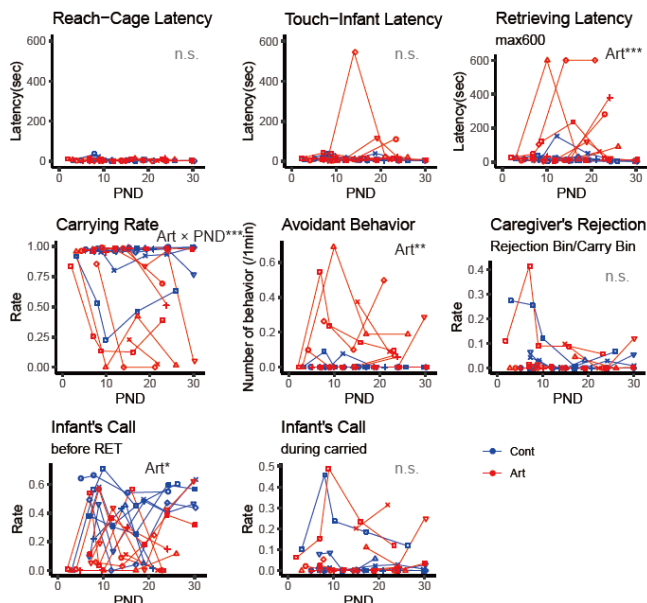 Reach-Cage Latency
Touch-Infant Latency
Retrieving Latency
max600
n.s.
n.s.
Art***
Latency(sec)
600
400
200
0
0 10 20 30
PND
Latency(sec)
600
400
200
0
0 10 20 30
PND
Latency(sec)
600
400
200
0
0 10 20 30
PND
Carrying Rate
Art × PND***
Rate
1.00
0.75
0.50
0.25
0.00
0 10 20 30
PND
Avoidant Behavior
Art**
Number of behavior (/1min)
0.6
0.4
0.2
0.0
0 10 20 30
PND
Caregiver's Rejection
Rejection Bin/Carry Bin
n.s.
Rate
0.4
0.3
0.2
0.1
0.0
0 10 20 30
PND
Infant's Call
before RET
Art*
Rate
0.6
0.4
0.2
0.0
0 10 20 30
PND
Infant's Call
during carried
n.s.
Rate
0.5
0.4
0.3
0.2
0.1
0.0
0 10 20 30
PND
Cont
Art